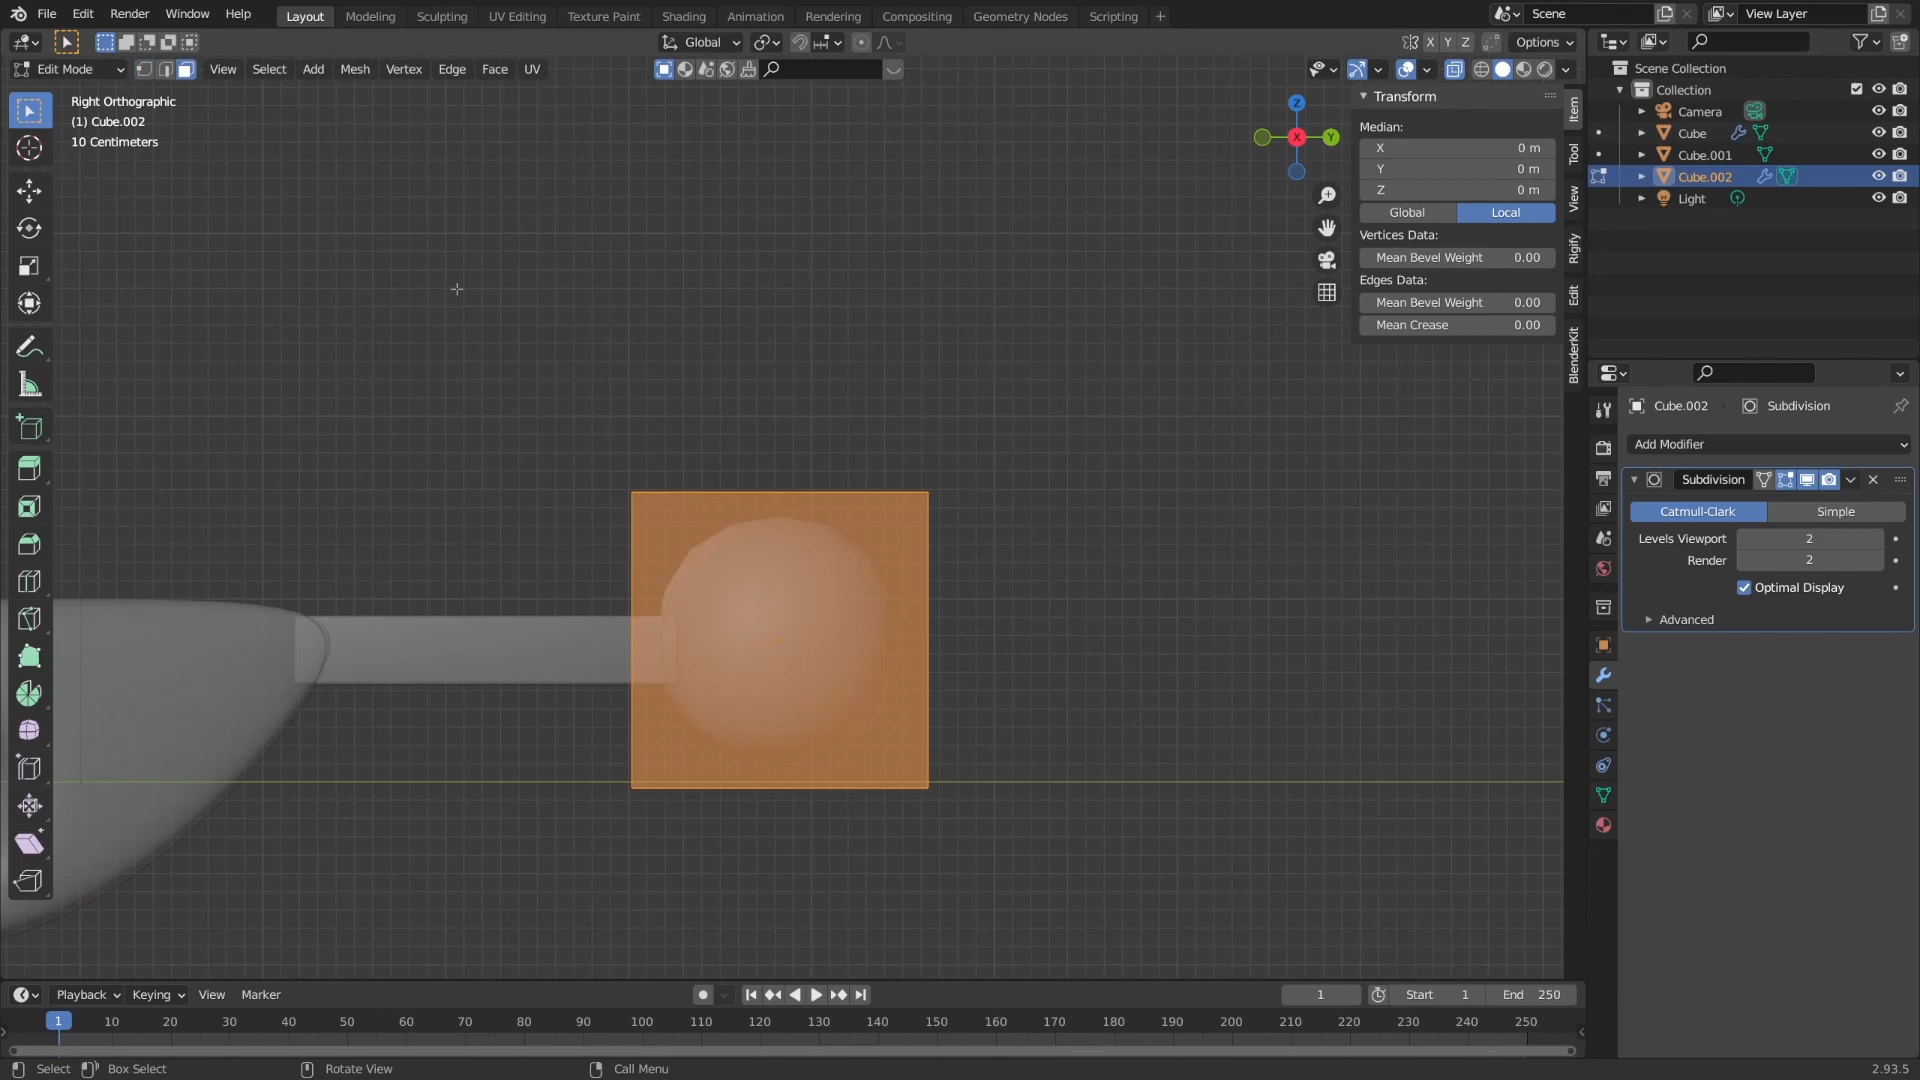 File Edit Render Window Help
Layout Modeling Sculpting UV Editing Texture Paint Shading Animation Rendering Compositing Geometry Nodes Scripting +
Scene
View Layer
Global
X Y Z
Options
Edit Mode
View Select Add Mesh Vertex Edge Face UV
Right Orthographic
(1) Cube.002
10 Centimeters
Z
X
Y
Transform
Median:
X 0 m
Y 0 m
Z 0 m
Global Local
Vertices Data:
Mean Bevel Weight 0.00
Edges Data:
Mean Bevel Weight 0.00
Mean Crease 0.00
Item
Tool
View
Rigify
Edit
BlenderKit
Scene Collection
Collection
Camera
Cube
Cube.001
Cube.002
Light
Cube.002 Subdivision
Add Modifier
Subdivision
Catmull-Clark Simple
Levels Viewport 2
Render 2
Optimal Display
Advanced
Playback Keying View Marker
1
Start 1 End 250
1 10 20 30 40 50 60 70 80 90 100 110 120 130 140 150 160 170 180 190 200 210 220 230 240 250
Select Box Select Rotate View Call Menu
2.93.5